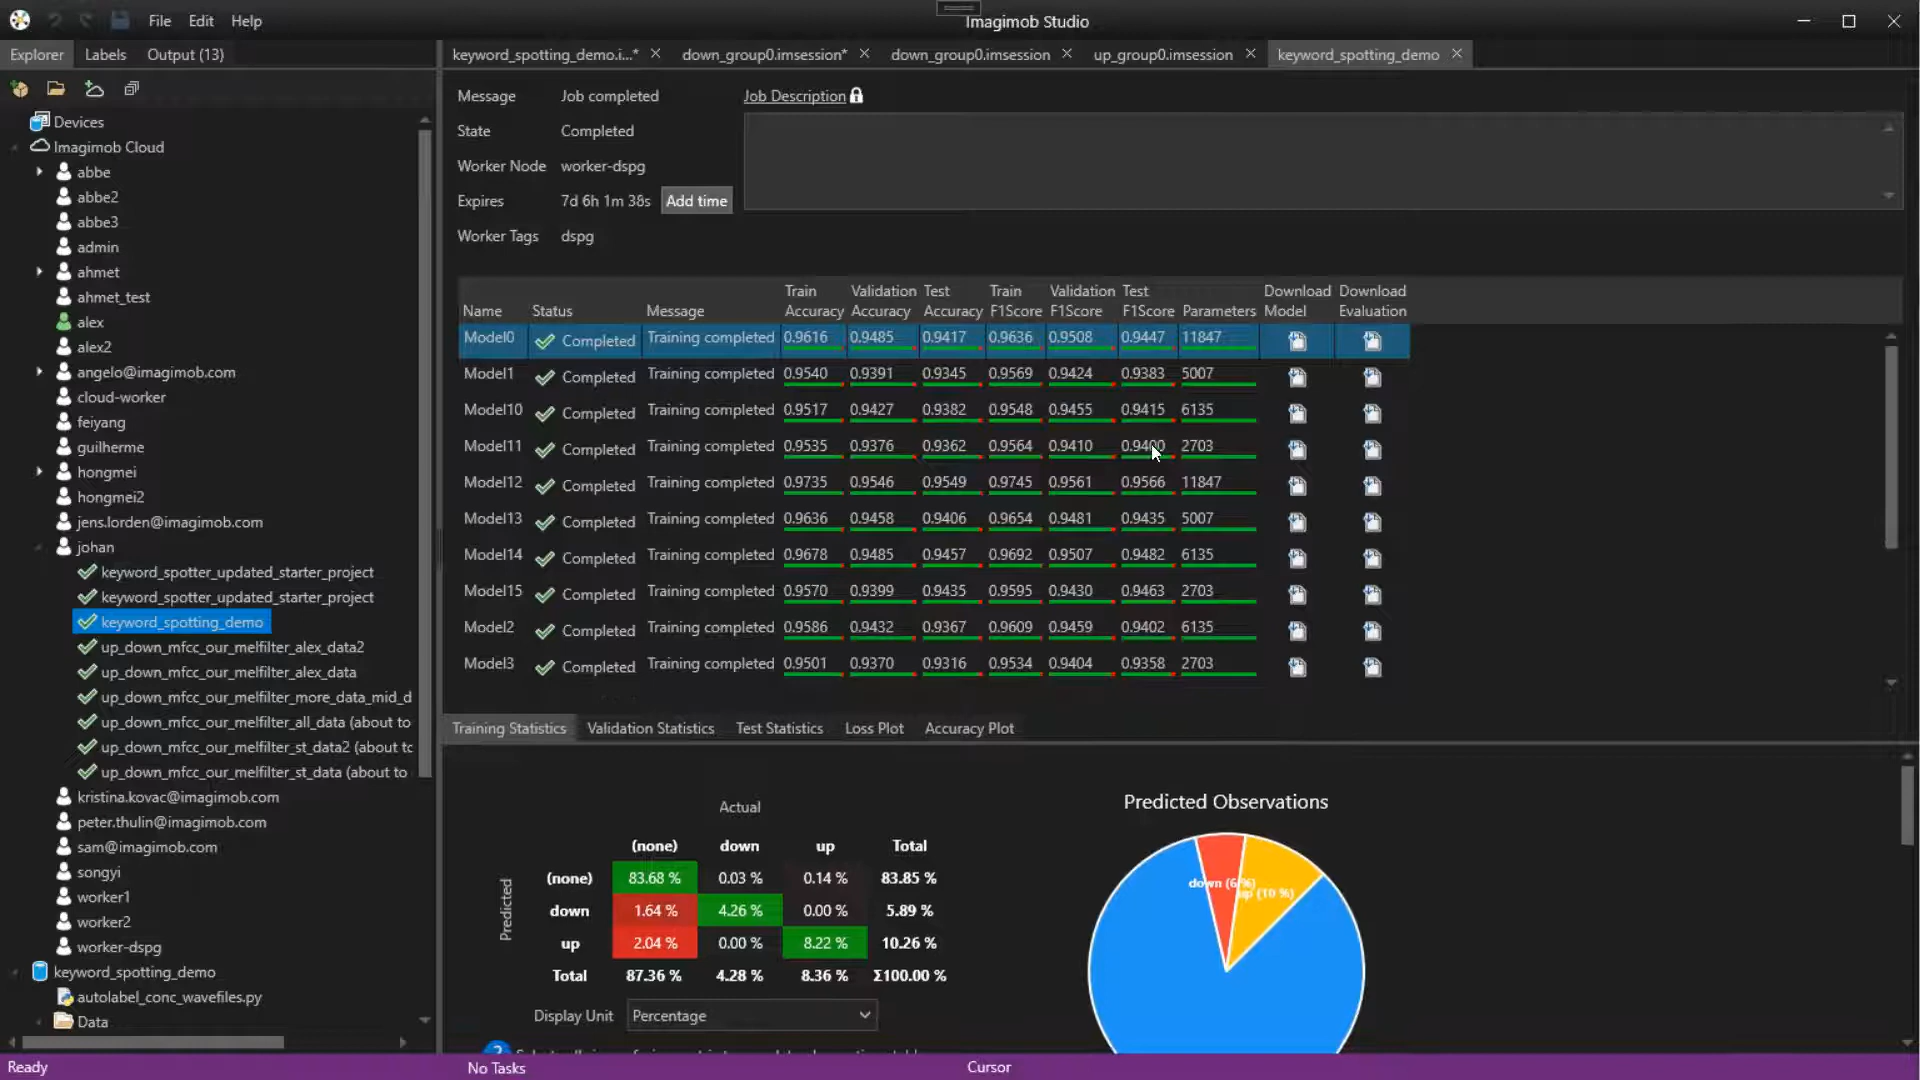 File Edit Help
Imagimob Studio
Explorer Labels Output (13)
keyword_spotting_demo.i...* down_group0.imsession* down_group0.imsession up_group0.imsession keyword_spotting_demo
Devices
Imagimob Cloud
abbe
abbe2
abbe3
admin
ahmet
ahmet_test
alex
alex2
angelo@imagimob.com
cloud-worker
feiyang
guilherme
hongmei
hongmei2
jens.lorden@imagimob.com
johan
keyword_spotter_updated_starter_project
keyword_spotter_updated_starter_project
keyword_spotting_demo
up_down_mfcc_our_melfilter_alex_data2
up_down_mfcc_our_melfilter_alex_data
up_down_mfcc_our_melfilter_more_data_mid_d
up_down_mfcc_our_melfilter_all_data (about to
up_down_mfcc_our_melfilter_st_data2 (about tc
up_down_mfcc_our_melfilter_st_data (about to
kristina.kovac@imagimob.com
peter.thulin@imagimob.com
sam@imagimob.com
songyi
worker1
worker2
worker-dspg
keyword_spotting_demo
autolabel_conc_wavefiles.py
Data
Message Job completed Job Description
State Completed
Worker Node worker-dspg
Expires 7d 6h 1m 38s Add time
Worker Tags dspg
Train Validation Test Train Validation Test Download Download
Name Status Message Accuracy Accuracy Accuracy F1Score F1Score F1Score Parameters Model Evaluation
Model0 Completed Training completed 0.9616 0.9485 0.9417 0.9636 0.9508 0.9447 11847
Model1 Completed Training completed 0.9540 0.9391 0.9345 0.9569 0.9424 0.9383 5007
Model10 Completed Training completed 0.9517 0.9427 0.9382 0.9548 0.9455 0.9415 6135
Model11 Completed Training completed 0.9535 0.9376 0.9362 0.9564 0.9410 0.9400 2703
Model12 Completed Training completed 0.9735 0.9546 0.9549 0.9745 0.9561 0.9566 11847
Model13 Completed Training completed 0.9636 0.9458 0.9406 0.9654 0.9481 0.9435 5007
Model14 Completed Training completed 0.9678 0.9485 0.9457 0.9692 0.9507 0.9482 6135
Model15 Completed Training completed 0.9570 0.9399 0.9435 0.9595 0.9430 0.9463 2703
Model2 Completed Training completed 0.9586 0.9432 0.9367 0.9609 0.9459 0.9402 6135
Model3 Completed Training completed 0.9501 0.9370 0.9316 0.9534 0.9404 0.9358 2703
Training Statistics Validation Statistics Test Statistics Loss Plot Accuracy Plot
Actual
Predicted
(none) down up Total
(none) 83.68 % 0.03 % 0.14 % 83.85 %
down 1.64 % 4.26 % 0.00 % 5.89 %
up 2.04 % 0.00 % 8.22 % 10.26 %
Total 87.36 % 4.28 % 8.36 % Σ100.00 %
Display Unit Percentage
Predicted Observations
down (6 %)
up (10 %)
Ready No Tasks Cursor